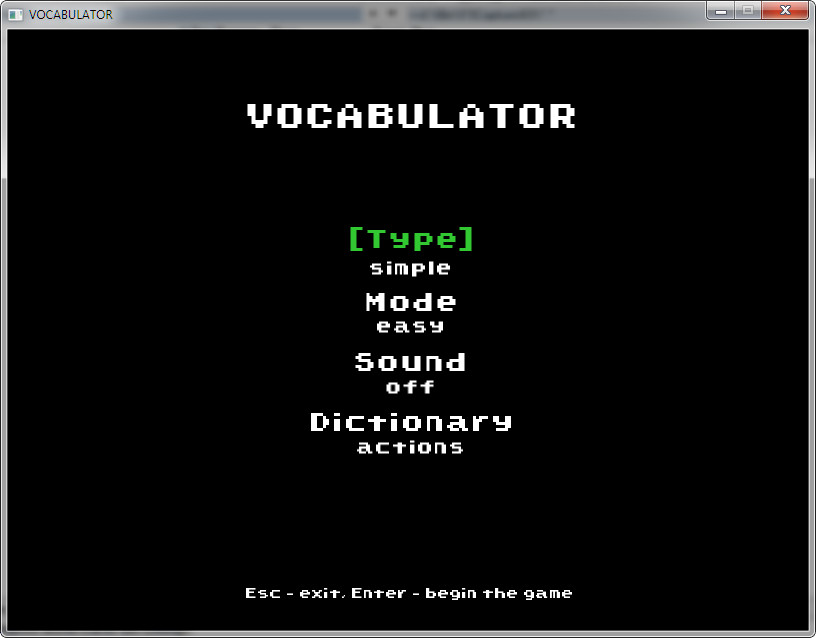 VOCABULATOR
VOCABULATOR
[Type]
simple
Mode
easy
Sound
off
Dictionary
actions
Esc - exit, Enter - begin the game